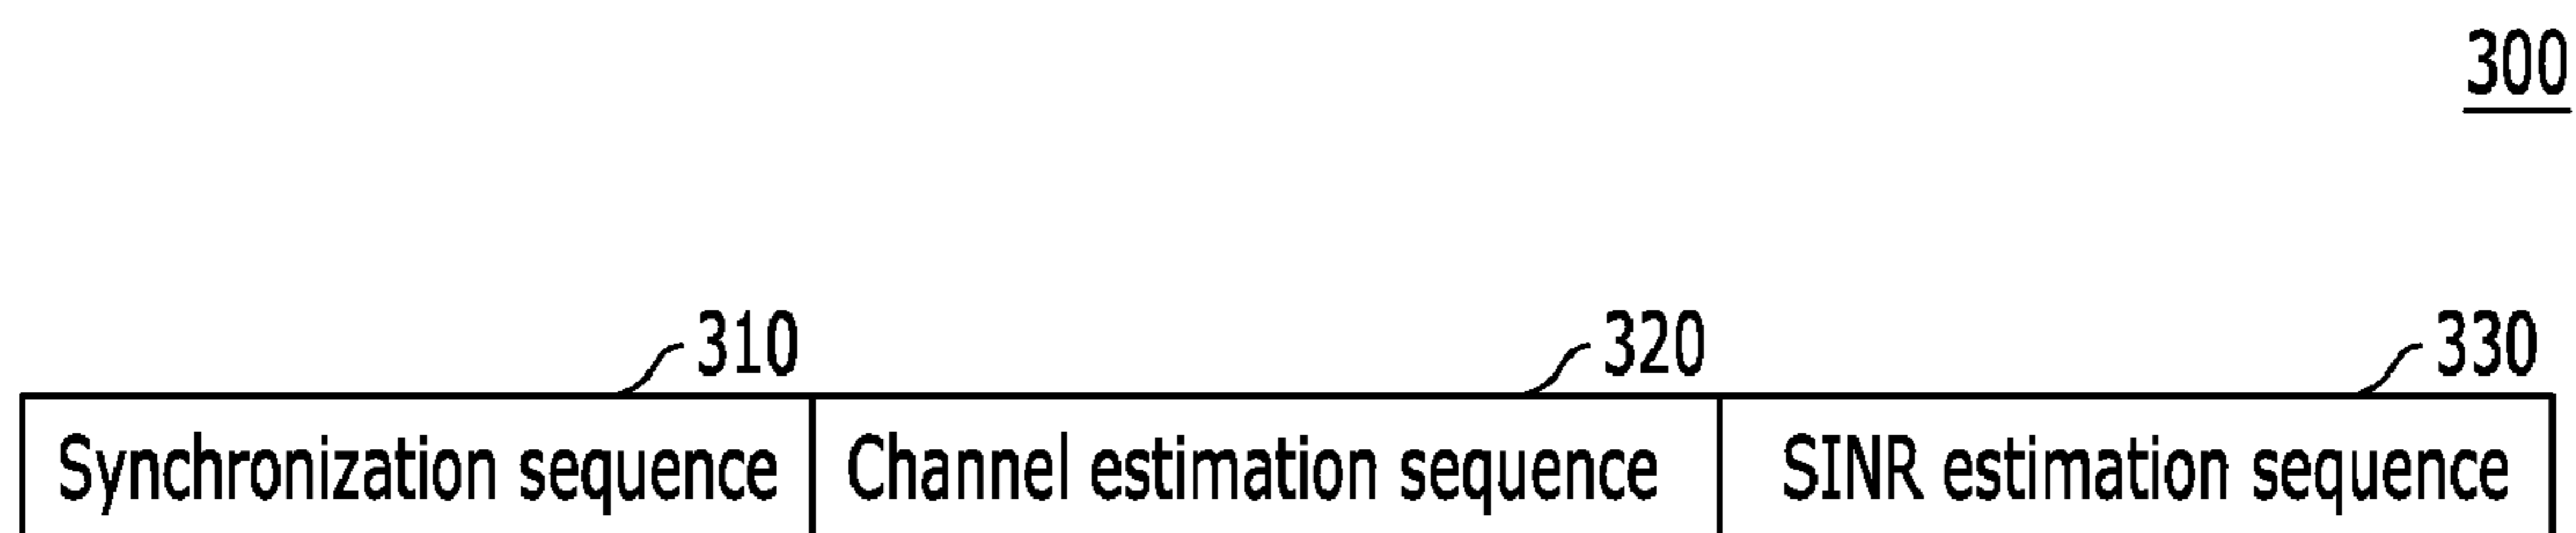 300
310 320 330
Synchronization sequence Channel estimation sequence SINR estimation sequence